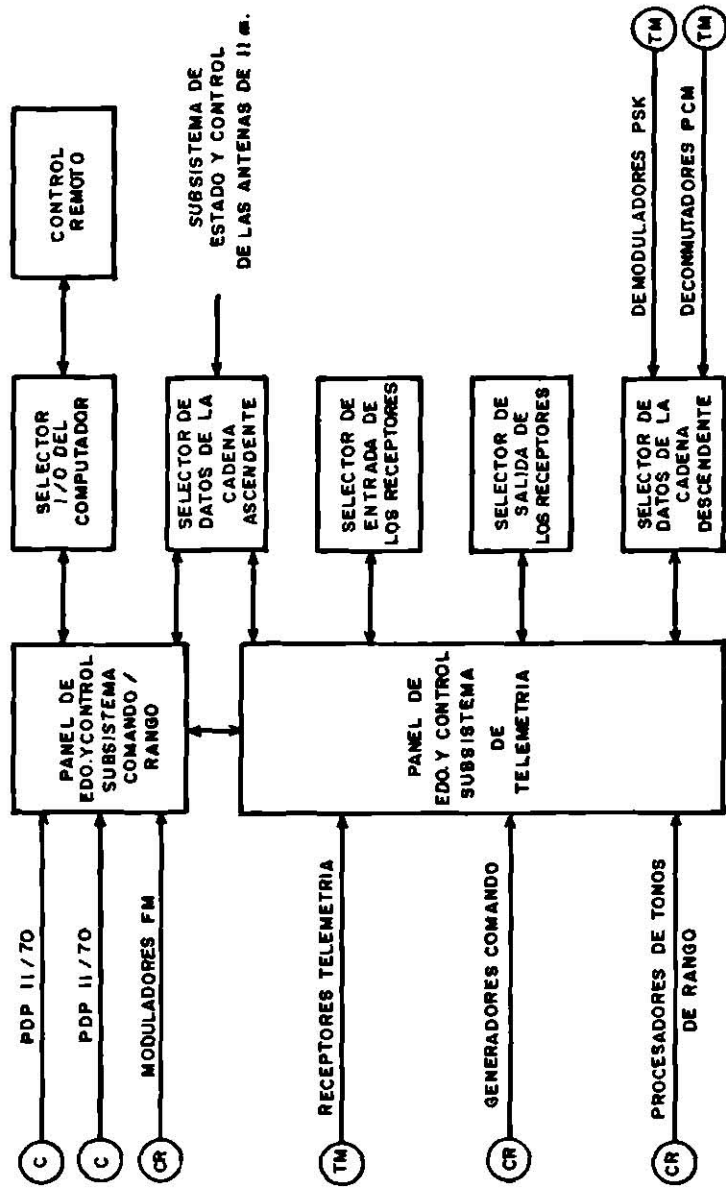 C
PDP 11/70
C
PDP 11/70
CR
MODULADORES FM
PANEL DE
EDO. Y CONTROL
SUBSISTEMA
COMANDO /
RANGO
SELECTOR
I/O DEL
COMPUTADOR
CONTROL
REMOTO
SELECTOR DE
DATOS DE LA
CADENA
ASCENDENTE
SUBSISTEMA DE
ESTADO Y CONTROL
DE LAS ANTENAS DE 11 m.
TM
RECEPTORES TELEMETRIA
CR
GENERADORES COMANDO
CR
PROCESADORES DE TONOS
DE RANGO
PANEL DE
EDO. Y CONTROL
SUBSISTEMA
DE
TELEMETRIA
SELECTOR DE
ENTRADA DE
LOS RECEPTORES
SELECTOR DE
SALIDA DE
LOS RECEPTORES
SELECTOR DE
DATOS DE LA
CADENA
DESCENDENTE
DEMODULADORES PSK
TM
DECONMUTADORES PCM
TM